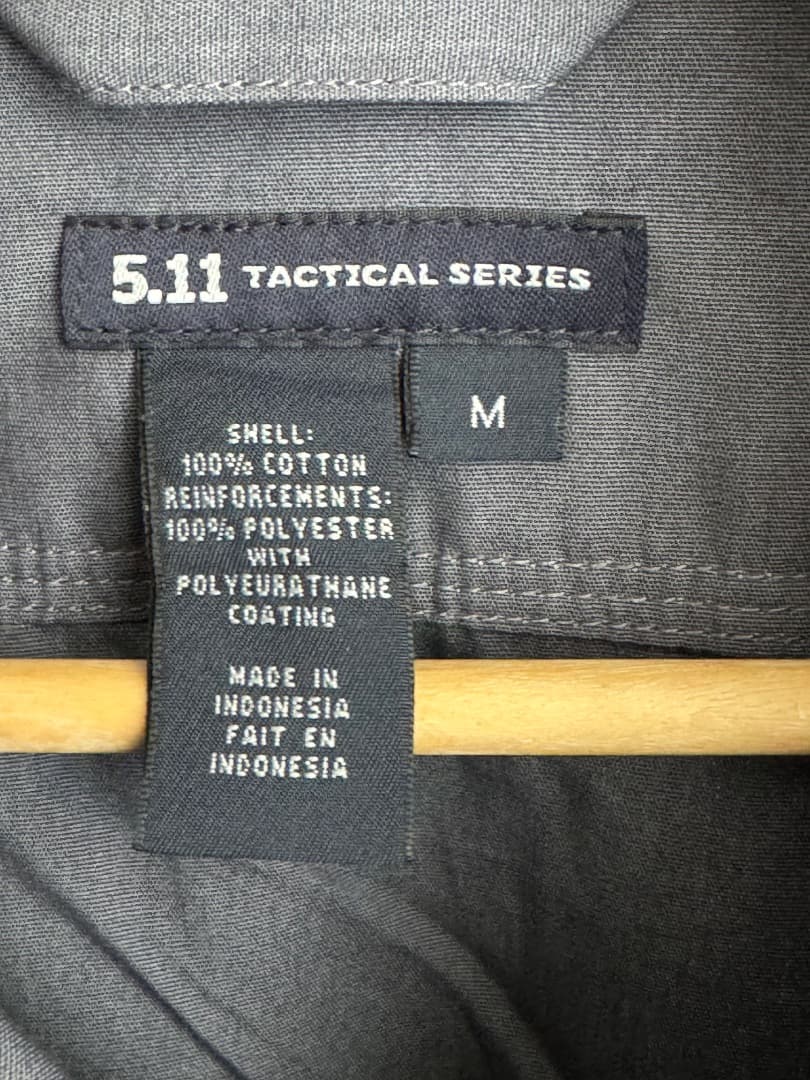 5.11 TACTICAL SERIES
M
SHELL:
100% COTTON
REINFORCEMENTS:
100% POLYESTER
WITH
POLYEURATHANE
COATING
MADE IN
INDONESIA
FAIT EN
INDONESIA